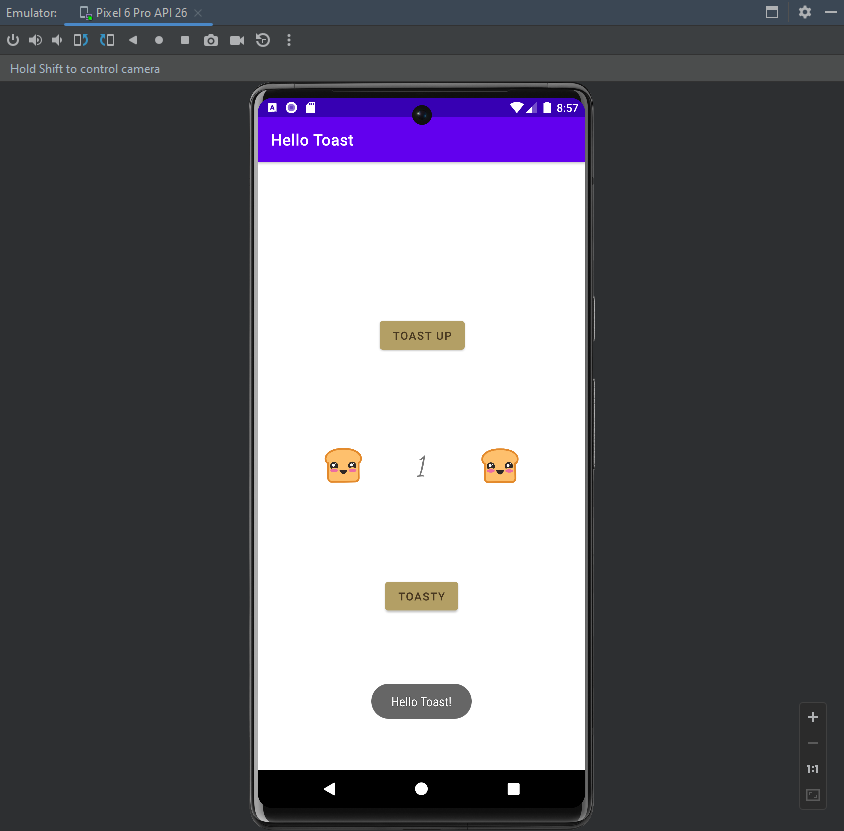 Emulator: Pixel 6 Pro API 26
Hold Shift to control camera
A 8:57
Hello Toast
TOAST UP
1
TOASTY
Hello Toast!
1:1